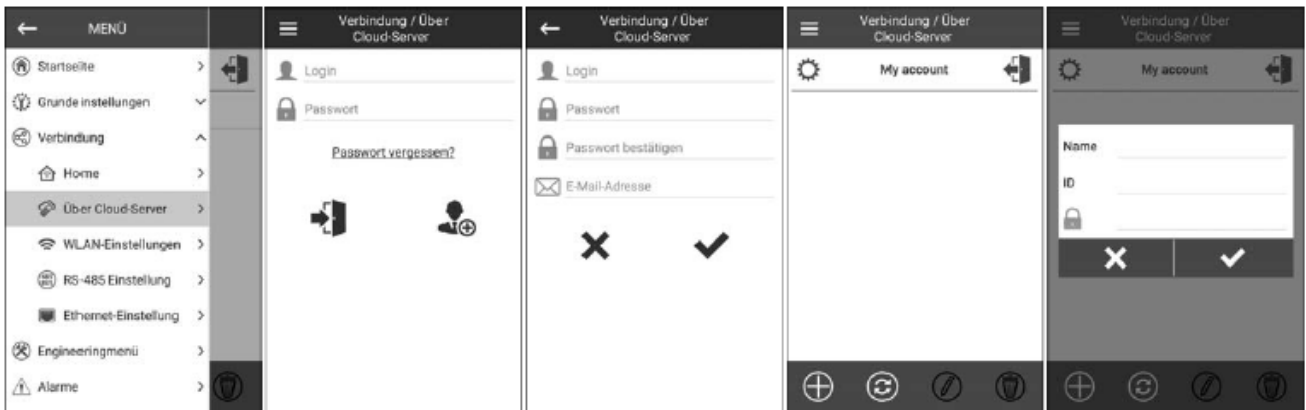 MENÜ
Startseite
Grunde instellungen
Verbindung
Home
Über Cloud-Server
WLAN-Einstellungen
RS-485 Einstellung
Ethernet-Einstellung
Engineeringmenü
Alarme
Verbindung / Über
Cloud-Server
Login
Passwort
Passwort vergessen?
Verbindung / Über
Cloud-Server
Login
Passwort
Passwort bestätigen
E-Mail-Adresse
Verbindung / Über
Cloud-Server
My account
Verbindung / Über
Cloud-Server
My account
Name
ID